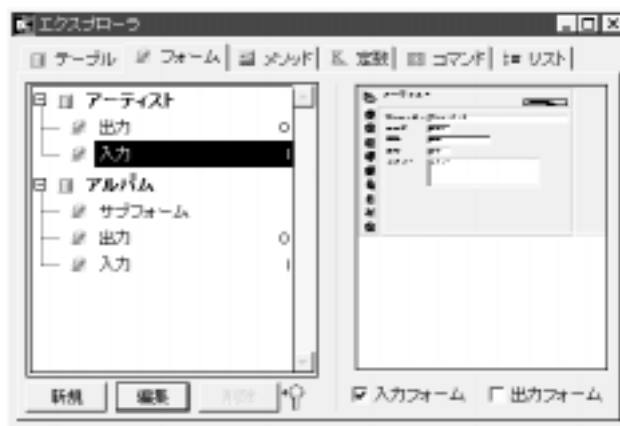 エクスプローラ
テーブル フォーム メソッド 定数 コマンド リスト
アーティスト
出力 O
入力 I
アルバム
サブフォーム
出力 O
入力 I
新規 編集 削除
入力フォーム 出力フォーム